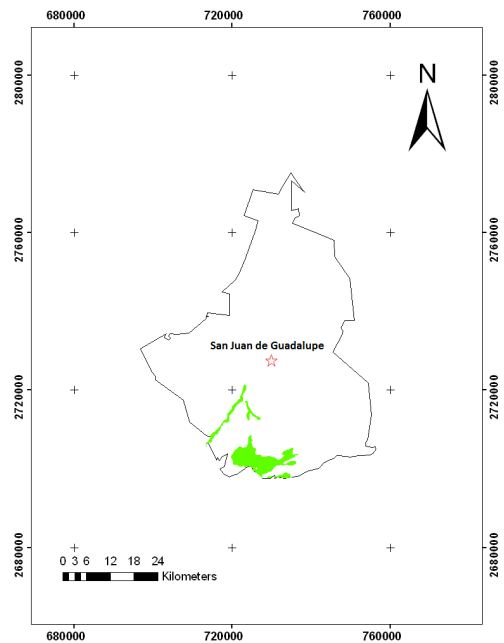 680000 720000 760000
N
2800000 2800000
2760000 2760000
San Juan de Guadalupe
2720000 2720000
2680000 2680000
0 3 6 12 18 24
Kilometers
680000 720000 760000